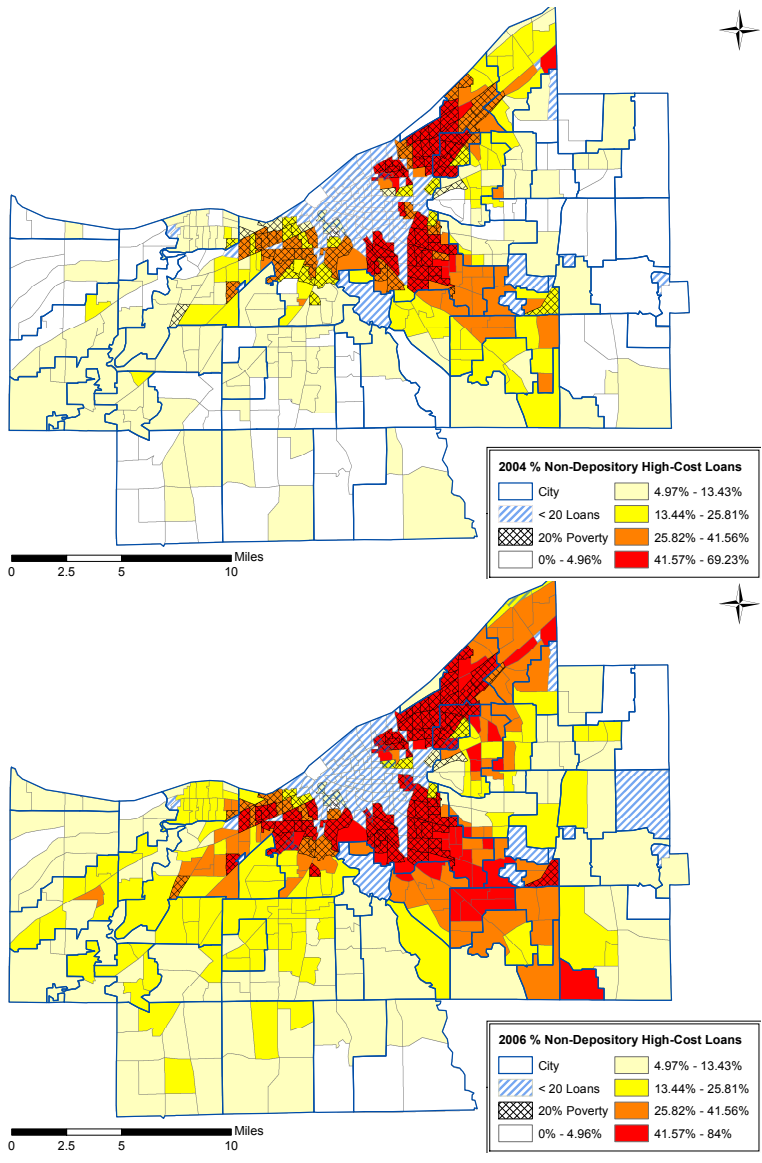 2004 % Non-Depository High-Cost Loans
City
4.97% - 13.43%
< 20 Loans
13.44% - 25.81%
20% Poverty
25.82% - 41.56%
0% - 4.96%
41.57% - 69.23%
Miles
0 2.5 5 10
2006 % Non-Depository High-Cost Loans
City
4.97% - 13.43%
< 20 Loans
13.44% - 25.81%
20% Poverty
25.82% - 41.56%
0% - 4.96%
41.57% - 84%
Miles
0 2.5 5 10